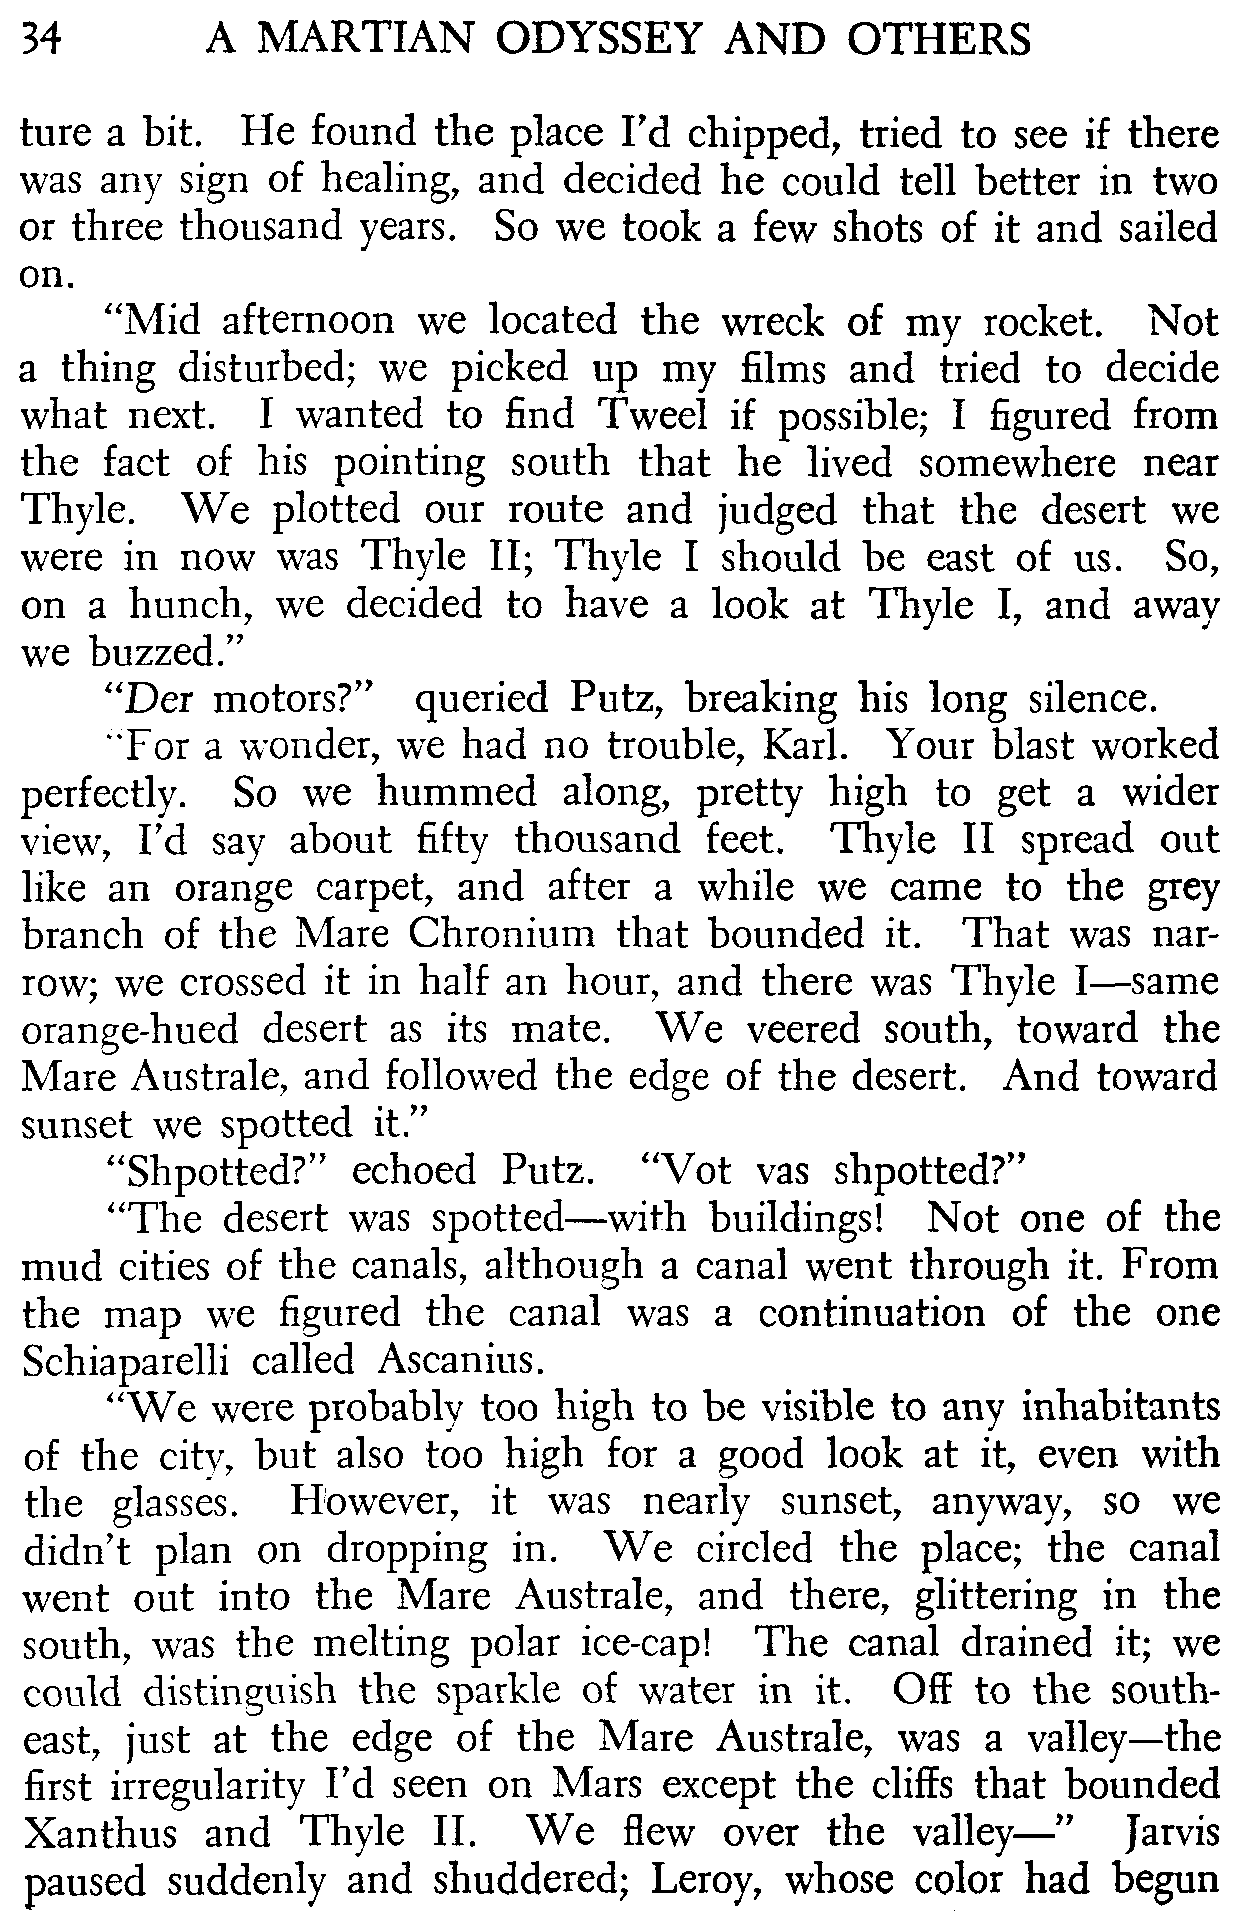 34 A MARTIAN ODYSSEY AND OTHERS
ture a bit. He found the place I'd chipped, tried to see if there
was any sign of healing, and decided he could tell better in two
or three thousand years. So we took a few shots of it and sailed
on.
"Mid afternoon we located the wreck of my rocket. Not
a thing disturbed; we picked up my films and tried to decide
what next. I wanted to find Tweel if possible; I figured from
the fact of his pointing south that he lived somewhere near
Thyle. We plotted our route and judged that the desert we
were in now was Thyle II; Thyle I should be east of us. So,
on a hunch, we decided to have a look at Thyle I, and away
we buzzed."
"Der motors?" queried Putz, breaking his long silence.
"For a wonder, we had no trouble, Karl. Your blast worked
perfectly. So we hummed along, pretty high to get a wider
view, I'd say about fifty thousand feet. Thyle II spread out
like an orange carpet, and after a while we came to the grey
branch of the Mare Chronium that bounded it. That was nar-
row; we crossed it in half an hour, and there was Thyle I—same
orange-hued desert as its mate. We veered south, toward the
Mare Australe, and followed the edge of the desert. And toward
sunset we spotted it."
"Shpotted?" echoed Putz. "Vot vas shpotted?"
"The desert was spotted—with buildings! Not one of the
mud cities of the canals, although a canal went through it. From
the map we figured the canal was a continuation of the one
Schiaparelli called Ascanius.
"We were probably too high to be visible to any inhabitants
of the city, but also too high for a good look at it, even with
the glasses. However, it was nearly sunset, anyway, so we
didn't plan on dropping in. We circled the place; the canal
went out into the Mare Australe, and there, glittering in the
south, was the melting polar ice-cap! The canal drained it; we
could distinguish the sparkle of water in it. Off to the south-
east, just at the edge of the Mare Australe, was a valley—the
first irregularity I'd seen on Mars except the cliffs that bounded
Xanthus and Thyle II. We flew over the valley—" Jarvis
paused suddenly and shuddered; Leroy, whose color had begun